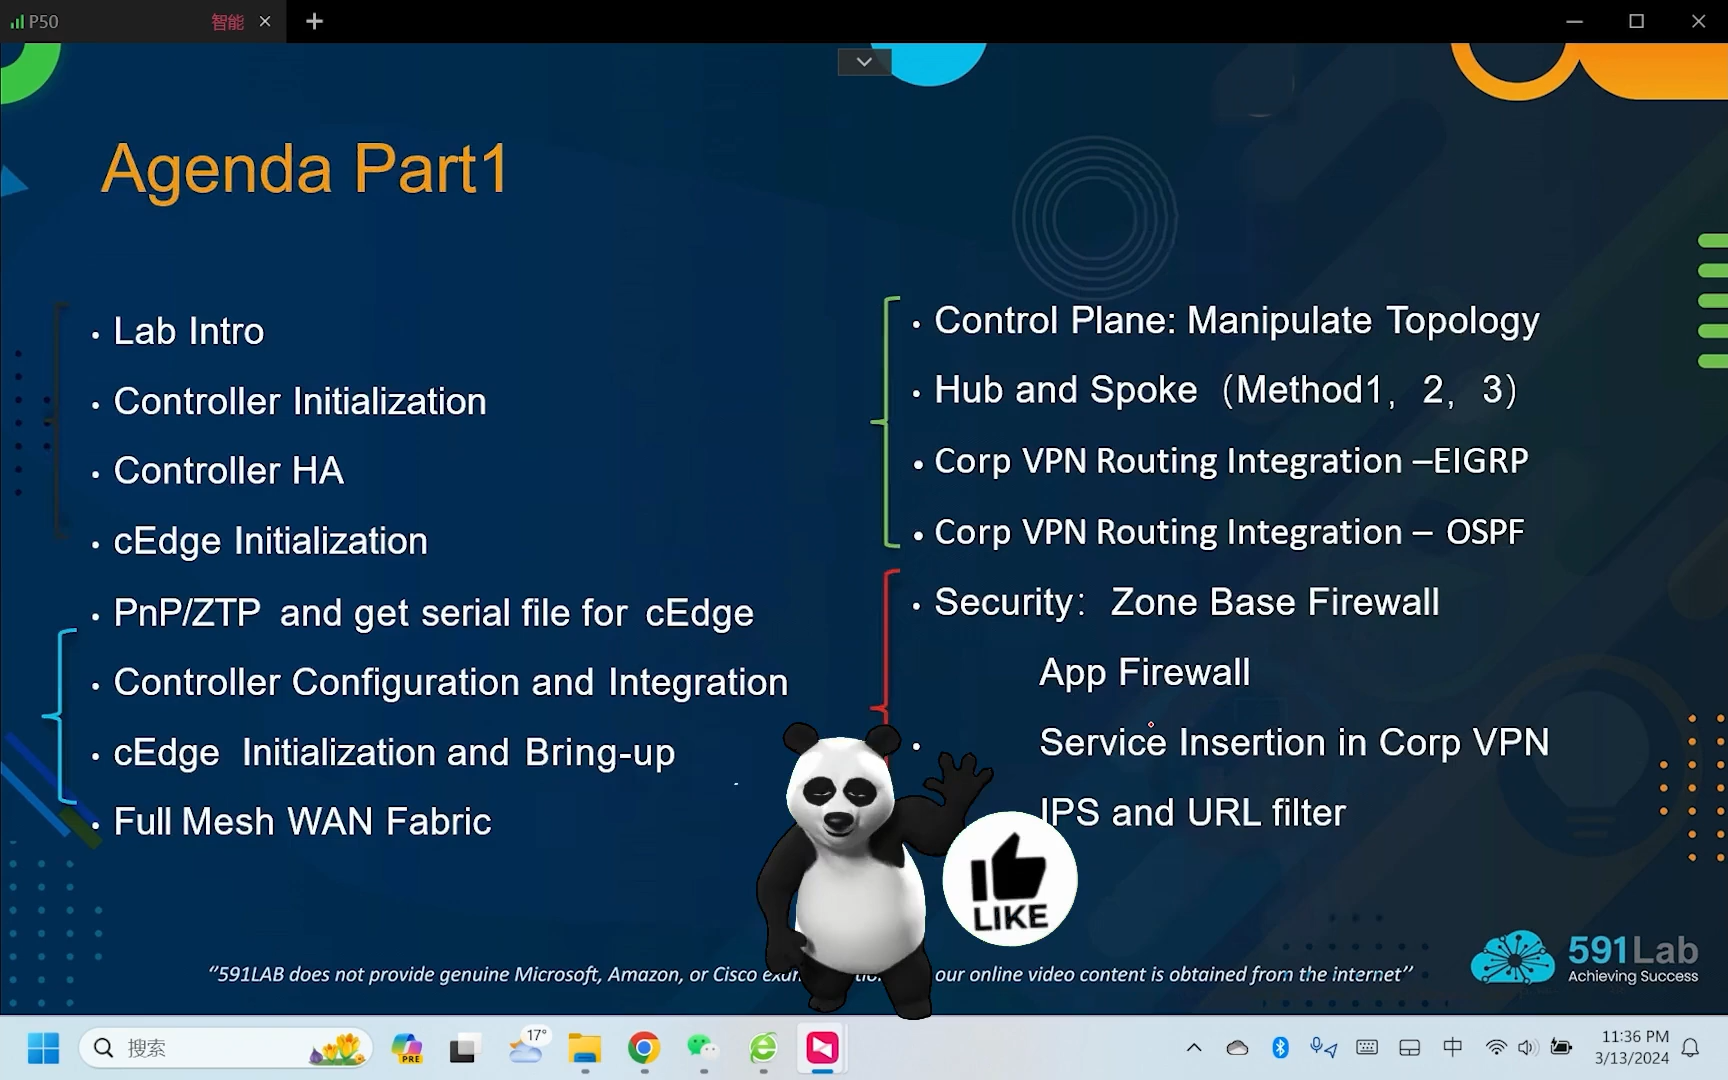 P50 智能
Agenda Part1
• Lab Intro
• Controller Initialization
• Controller HA
• cEdge Initialization
• PnP/ZTP and get serial file for cEdge
• Controller Configuration and Integration
• cEdge Initialization and Bring-up
• Full Mesh WAN Fabric
• Control Plane: Manipulate Topology
• Hub and Spoke（Method1，2，3）
• Corp VPN Routing Integration –EIGRP
• Corp VPN Routing Integration – OSPF
• Security： Zone Base Firewall
App Firewall
• Service Insertion in Corp VPN
IPS and URL filter
LIKE
591Lab
Achieving Success
‘’591LAB does not provide genuine Microsoft, Amazon, or Cisco our online video content is obtained from the internet’’
搜索
PRE
17°
中
11:36 PM
3/13/2024